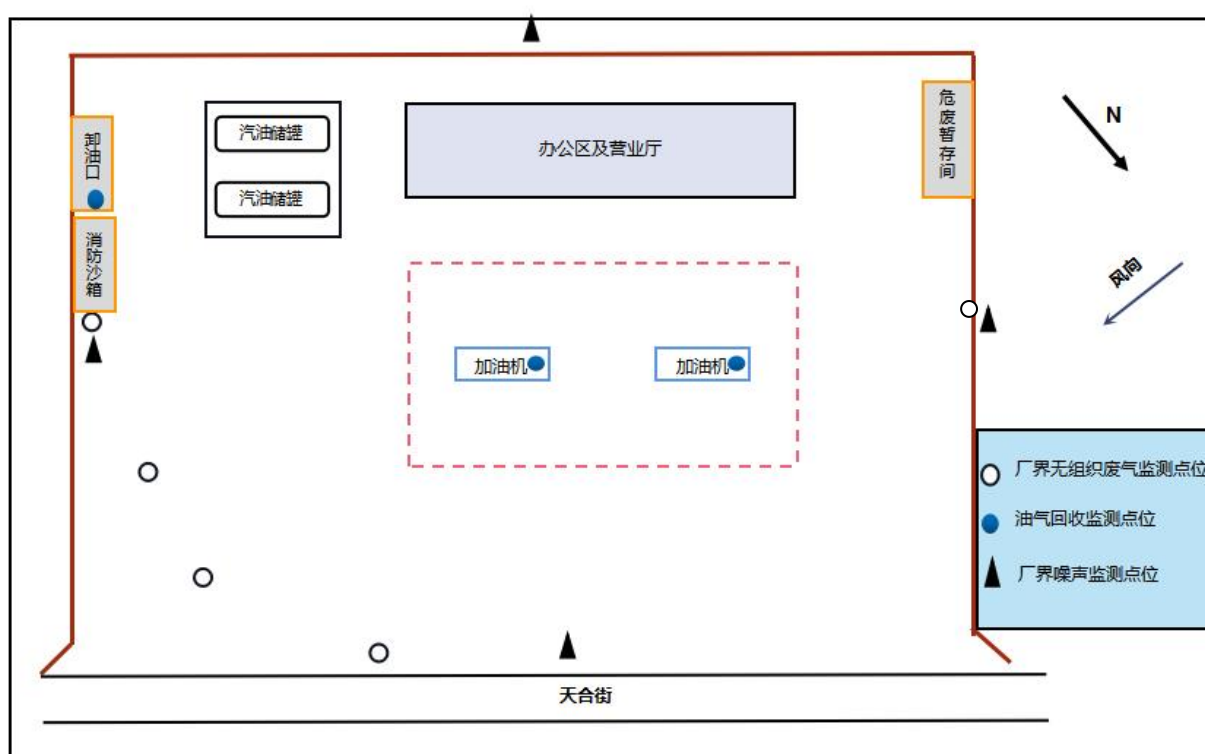 卸油口
消防沙箱
汽油储罐
汽油储罐
办公区及营业厅
危废暂存间
N
风向
加油机
加油机
厂界无组织废气监测点位
油气回收监测点位
厂界噪声监测点位
天合街